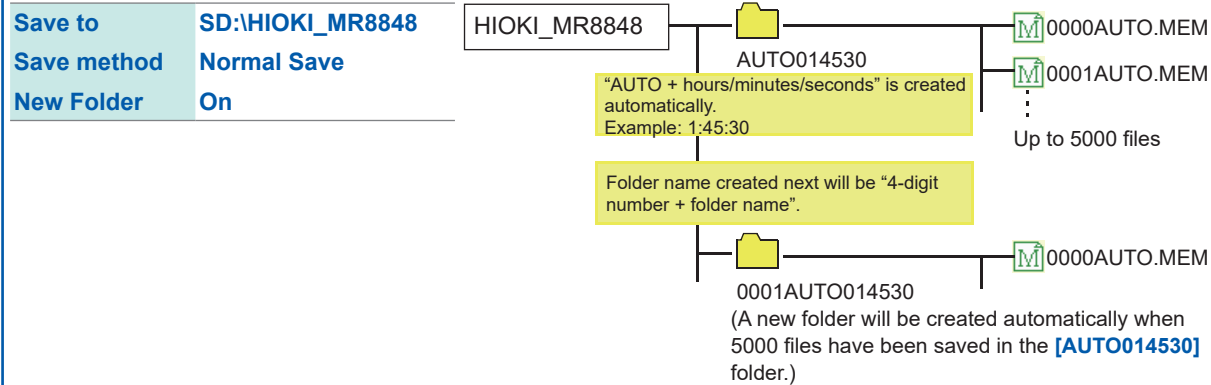 Save to SD:\HIOKI_MR8848
Save method Normal Save
New Folder On
HIOKI_MR8848
AUTO014530
M 0000AUTO.MEM
M 0001AUTO.MEM
Up to 5000 files
“AUTO + hours/minutes/seconds” is created
automatically.
Example: 1:45:30
Folder name created next will be “4-digit
number + folder name”.
M 0000AUTO.MEM
0001AUTO014530
(A new folder will be created automatically when
5000 files have been saved in the [AUTO014530]
folder.)